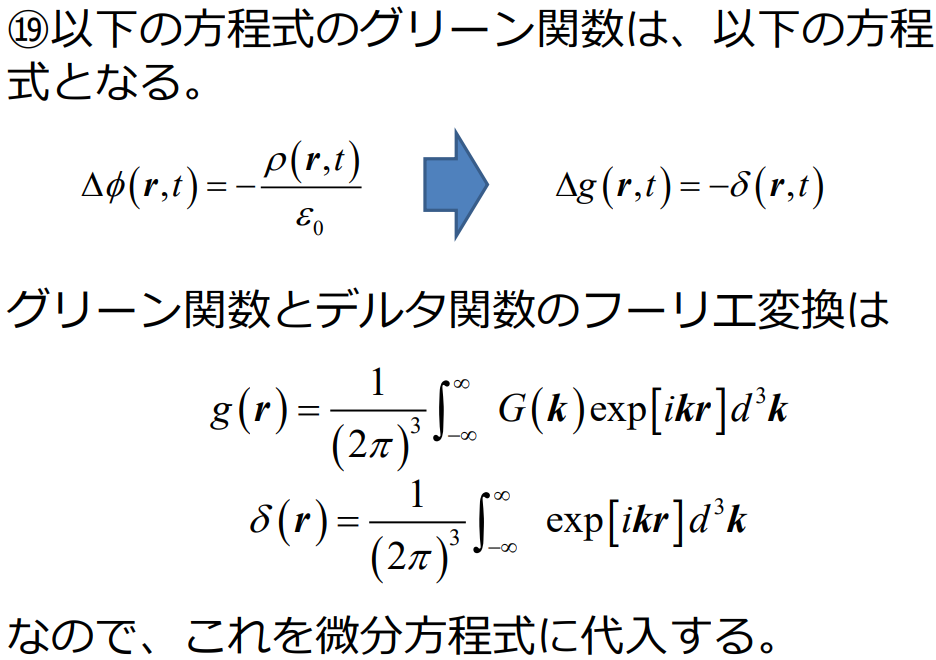 ⑲以下の方程式のグリーン関数は、以下の方程
式となる。
Δϕ(r,t) = −ρ(r,t)/ε₀ Δg(r,t) = −δ(r,t)
グリーン関数とデルタ関数のフーリエ変換は
g(r) = 1/(2π)³ ∫_{−∞}^{∞} G(k)exp[ikr]d³k
δ(r) = 1/(2π)³ ∫_{−∞}^{∞} exp[ikr]d³k
なので、これを微分方程式に代入する。